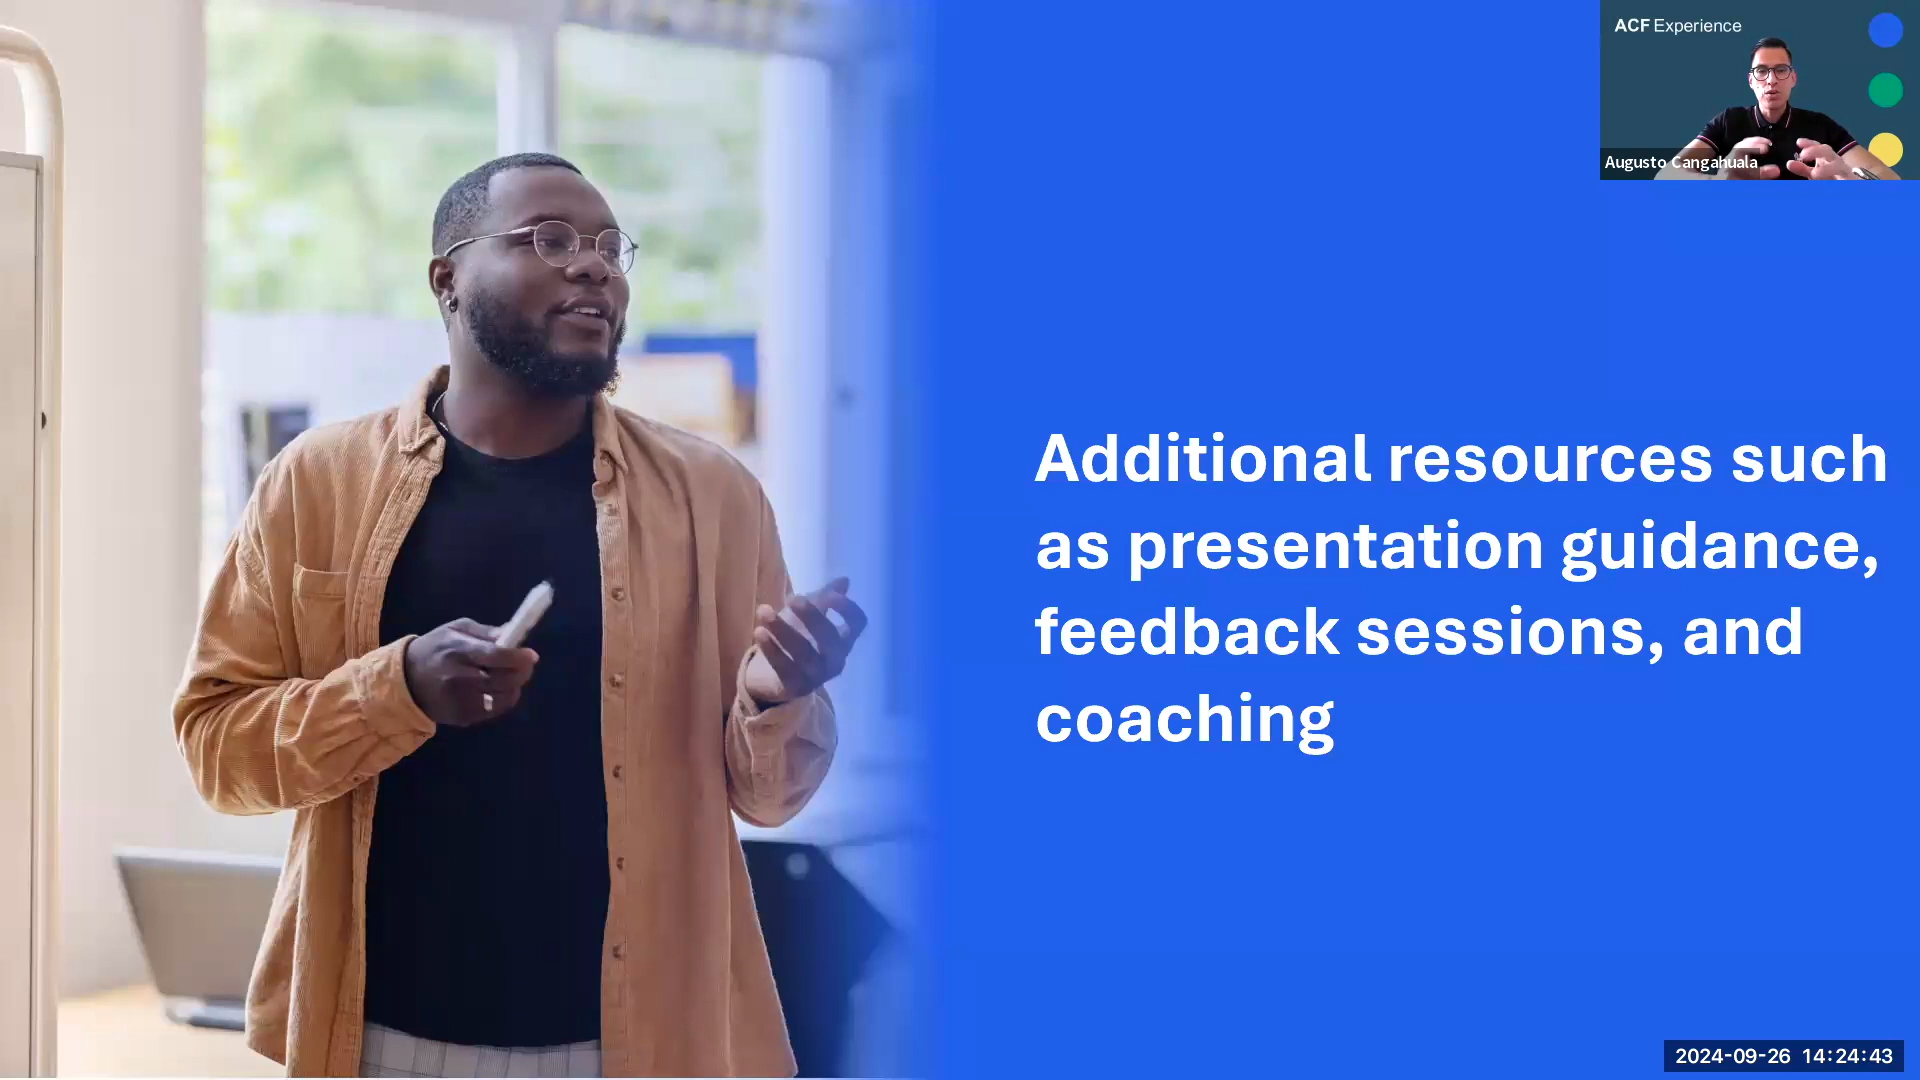 ACF Experience
Augusto Cangahuala
Additional resources such
as presentation guidance,
feedback sessions, and
coaching
2024-09-26 14:24:43